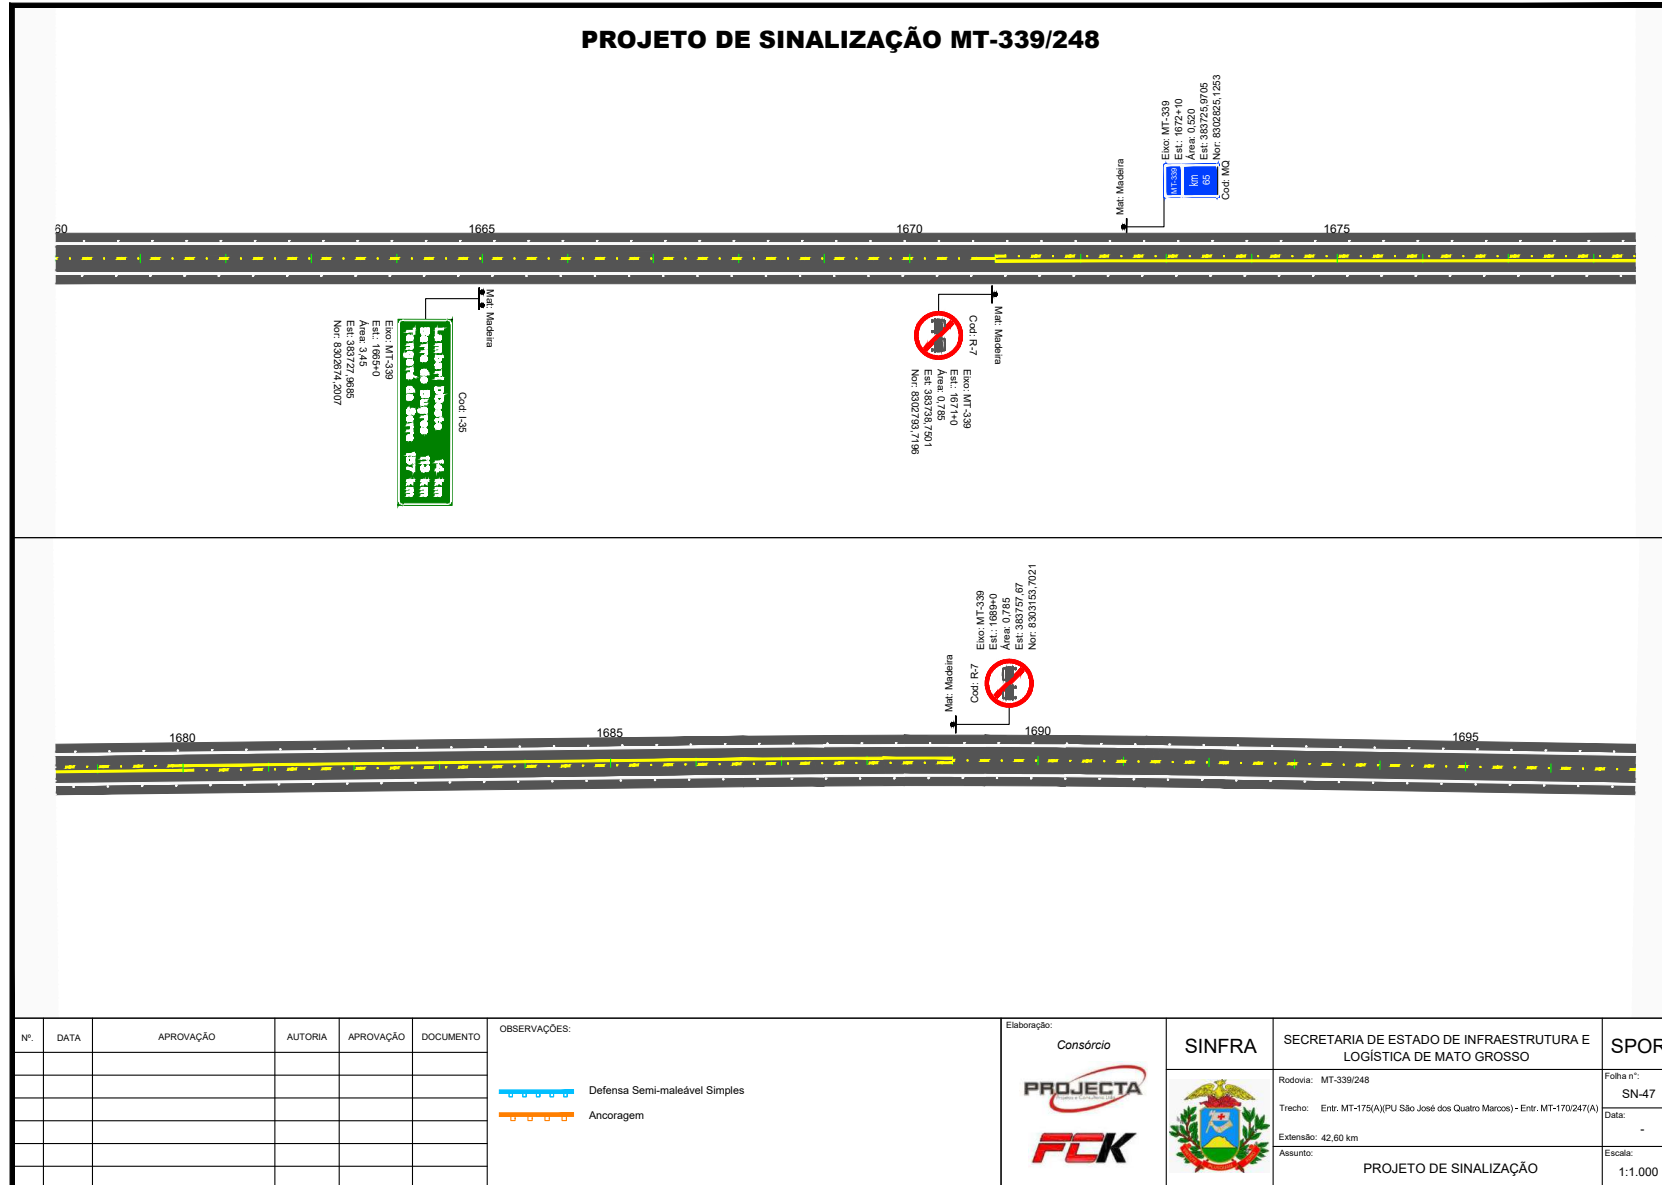 PROJETO DE SINALIZAÇÃO MT-339/248
Mat: Madeira
Eixo: MT-339
Est.: 1672+10
Área: 0,520
Est: 383725,9705
Nor: 8302825,1253
MT-339
km
65
Cod: MQ
60
1665
1670
1675
Mat: Madeira
Eixo: MT-339
Est.: 1665+0
Área: 3,45
Est: 383727,9685
Nor: 8302674,2007
Lambari D'Oeste 14 km
Barra do Bugres 113 km
Tangará da Serra 157 km
Cod: I-35
Mat: Madeira
Cod: R-7
Eixo: MT-339
Est.: 1671+0
Área: 0,785
Est: 383738,7501
Nor: 8302793,7196
Eixo: MT-339
Est.: 1689+0
Área: 0,785
Est: 383757,67
Nor: 8303153,7021
Mat: Madeira
Cod: R-7
1680
1685
1690
1695
Nº. DATA APROVAÇÃO AUTORIA APROVAÇÃO DOCUMENTO
OBSERVAÇÕES:
Defensa Semi-maleável Simples
Ancoragem
Elaboração:
Consórcio
PROJECTA
FCK
SINFRA
SECRETARIA DE ESTADO DE INFRAESTRUTURA E
LOGÍSTICA DE MATO GROSSO
Rodovia: MT-339/248
Trecho: Entr. MT-175(A)(PU São José dos Quatro Marcos) - Entr. MT-170/247(A)
Extensão: 42,60 km
Assunto:
PROJETO DE SINALIZAÇÃO
SPOR
Folha n°:
SN-47
Data:
-
Escala:
1:1.000